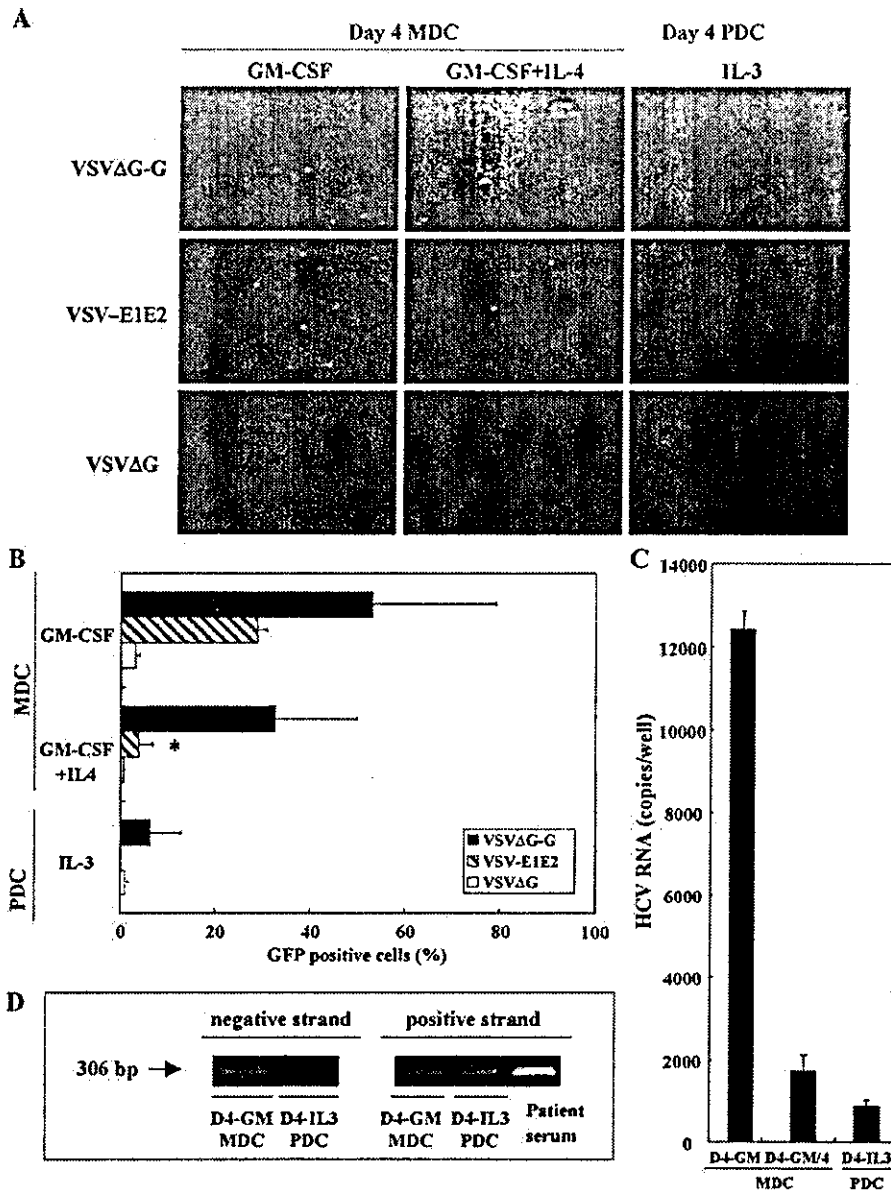 A
Day 4 MDC Day 4 PDC
GM-CSF GM-CSF+IL-4 IL-3
VSVΔG-G
VSV–E1E2
VSVΔG
B
MDC
GM-CSF
GM-CSF
+IL4
*
PDC
IL-3
VSVΔG-G
VSV-E1E2
VSVΔG
0 20 40 60 80 100
GFP positive cells (%)
C
HCV RNA (copies/well)
14000
12000
10000
8000
6000
4000
2000
0
D4-GM D4-GM/4 D4-IL3
MDC PDC
D
negative strand positive strand
306 bp
D4-GM D4-IL3 D4-GM D4-IL3 Patient
MDC PDC MDC PDC serum